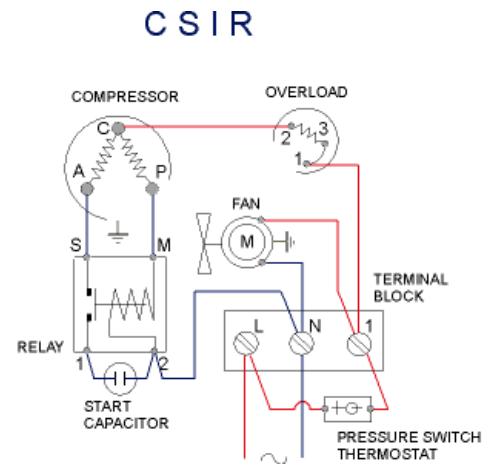 CSIR
COMPRESSOR
OVERLOAD
C
2 3
1
A P
FAN
M
S M
TERMINAL
BLOCK
L N 1
RELAY
1 2
START
CAPACITOR
PRESSURE SWITCH
THERMOSTAT